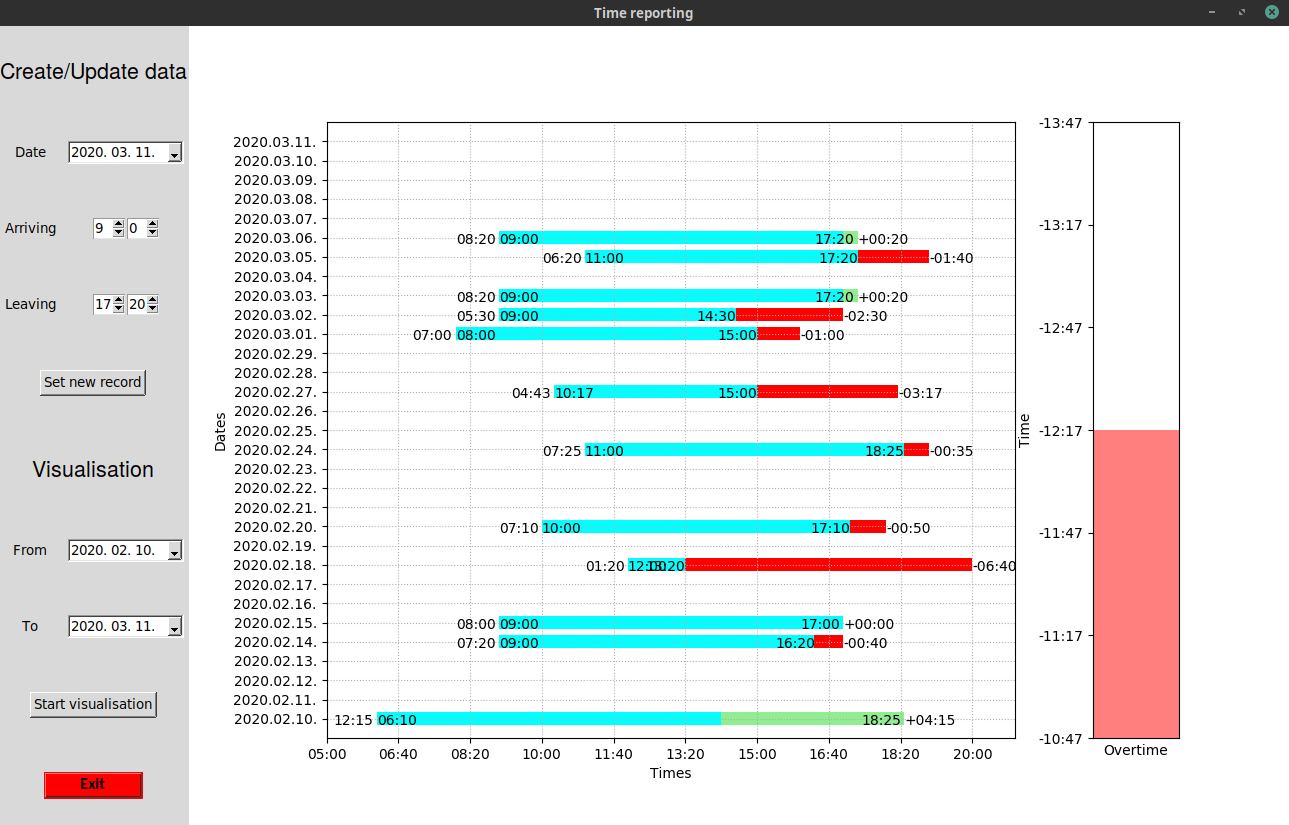 Time reporting
Create/Update data
Date 2020. 03. 11.
Arriving 9 0
Leaving 17 20
Set new record
Visualisation
From 2020. 02. 10.
To 2020. 03. 11.
Start visualisation
Exit
Dates
2020.03.11.
2020.03.10.
2020.03.09.
2020.03.08.
2020.03.07.
2020.03.06. 08:20 09:00 17:20 +00:20
2020.03.05. 06:20 11:00 17:20 -01:40
2020.03.04.
2020.03.03. 08:20 09:00 17:20 +00:20
2020.03.02. 05:30 09:00 14:30 -02:30
2020.03.01. 07:00 08:00 15:00 -01:00
2020.02.29.
2020.02.28.
2020.02.27. 04:43 10:17 15:00 -03:17
2020.02.26.
2020.02.25.
2020.02.24. 07:25 11:00 18:25 -00:35
2020.02.23.
2020.02.22.
2020.02.21.
2020.02.20. 07:10 10:00 17:10 -00:50
2020.02.19.
2020.02.18. 01:20 12:00 13:20 -06:40
2020.02.17.
2020.02.16.
2020.02.15. 08:00 09:00 17:00 +00:00
2020.02.14. 07:20 09:00 16:20 -00:40
2020.02.13.
2020.02.12.
2020.02.11.
2020.02.10. 12:15 06:10 18:25 +04:15
05:00 06:40 08:20 10:00 11:40 13:20 15:00 16:40 18:20 20:00
Times
Time
-13:47
-13:17
-12:47
-12:17
-11:47
-11:17
-10:47
Overtime